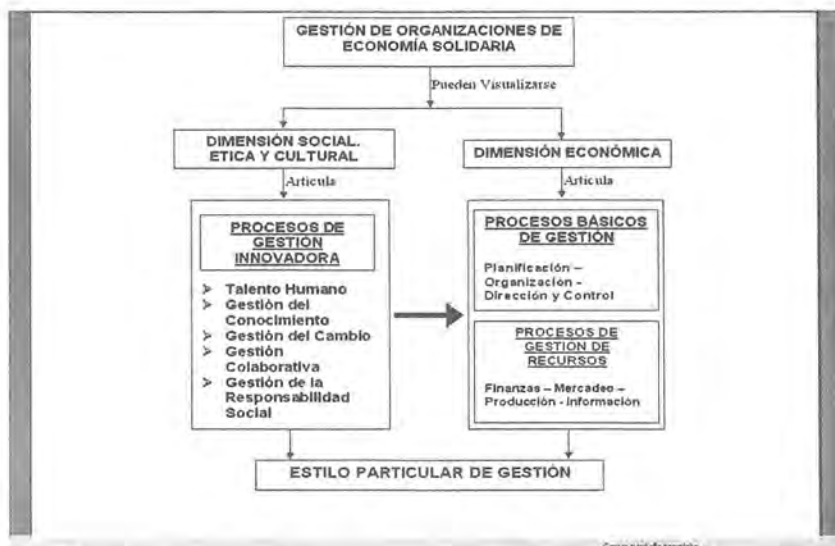 GESTIÓN DE ORGANIZACIONES DE
ECONOMÍA SOLIDARIA
Pueden Visualizarse
DIMENSIÓN SOCIAL.
ETICA Y CULTURAL
Articula
PROCESOS DE
GESTIÓN
INNOVADORA
➢ Talento Humano
➢ Gestión del
Conocimiento
➢ Gestión del Cambio
➢ Gestión
Colaborativa
➢ Gestión de la
Responsabilidad
Social
DIMENSIÓN ECONÓMICA
Articula
PROCESOS BÁSICOS
DE GESTIÓN
Planificación –
Organización -
Dirección y Control
PROCESOS DE
GESTIÓN DE
RECURSOS
Finanzas – Mercadeo –
Producción - Información
ESTILO PARTICULAR DE GESTIÓN